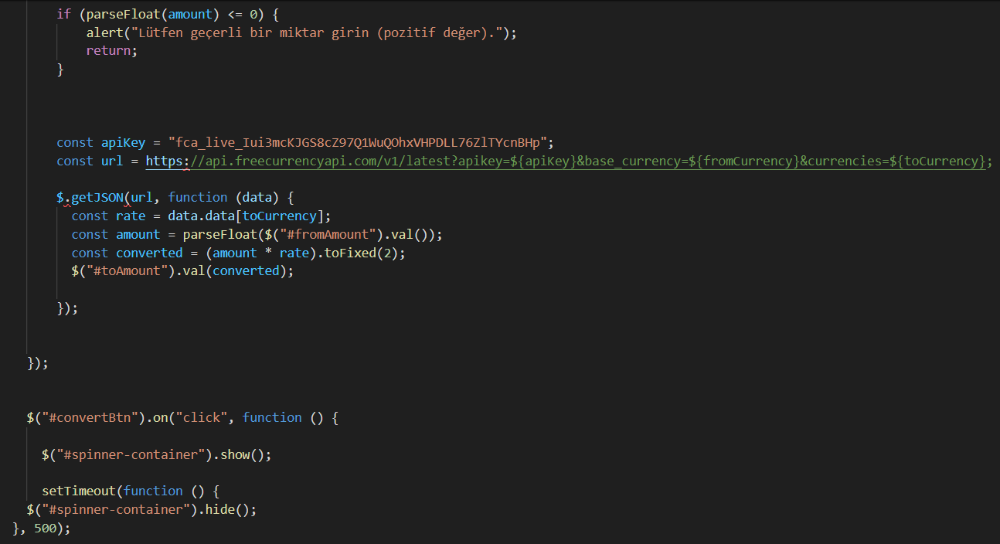 if (parseFloat(amount) <= 0) {
alert("Lütfen geçerli bir miktar girin (pozitif değer).");
return;
}
const apiKey = "fca_live_Iui3mcKJGS8cZ97Q1WuQOhxVHPDLL76ZlTYcnBHp";
const url = https://api.freecurrencyapi.com/v1/latest?apikey=${apiKey}&base_currency=${fromCurrency}&currencies=${toCurrency};
$.getJSON(url, function (data) {
const rate = data.data[toCurrency];
const amount = parseFloat($("#fromAmount").val());
const converted = (amount * rate).toFixed(2);
$("#toAmount").val(converted);
});
});
$("#convertBtn").on("click", function () {
$("#spinner-container").show();
setTimeout(function () {
$("#spinner-container").hide();
}, 500);